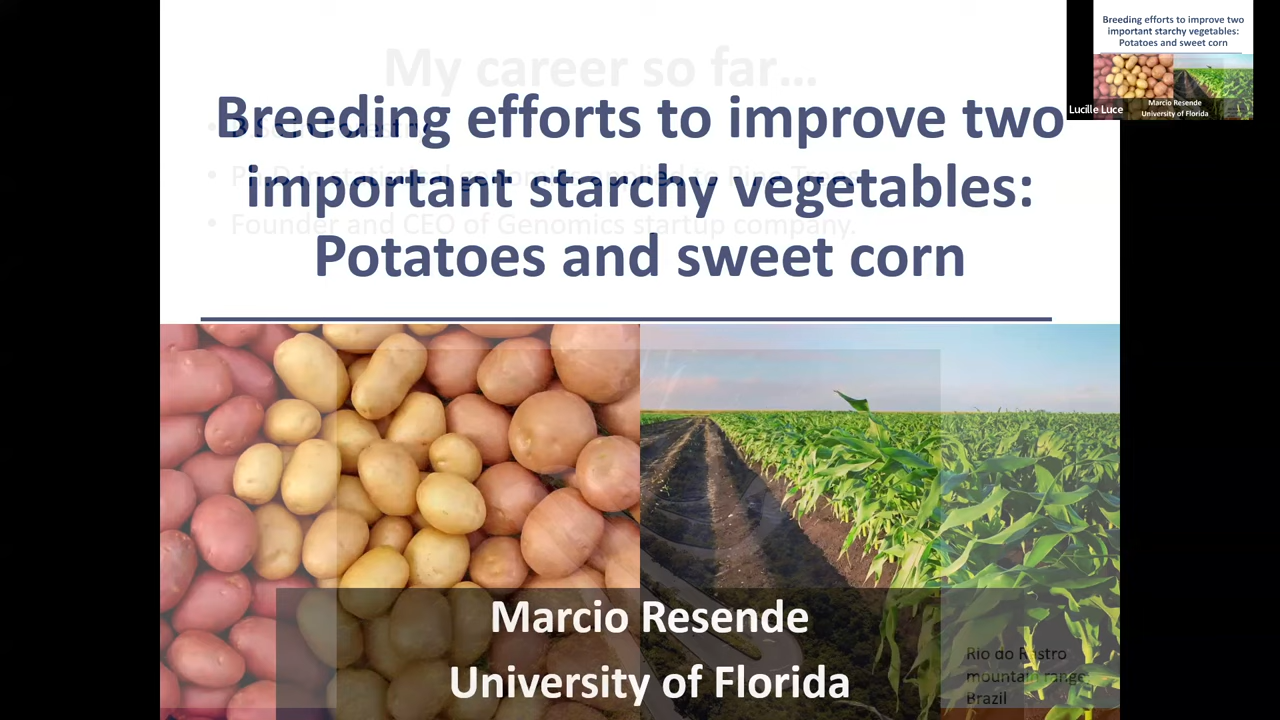 My career so far...
Breeding efforts to improve two
important starchy vegetables:
Potatoes and sweet corn
Founder and CEO of Genomics startup company.
Marcio Resende
University of Florida
Rio do Rastro
mountain range,
Brazil
Breeding efforts to improve two
important starchy vegetables:
Potatoes and sweet corn
Marcio Resende
University of Florida
Lucille Luce